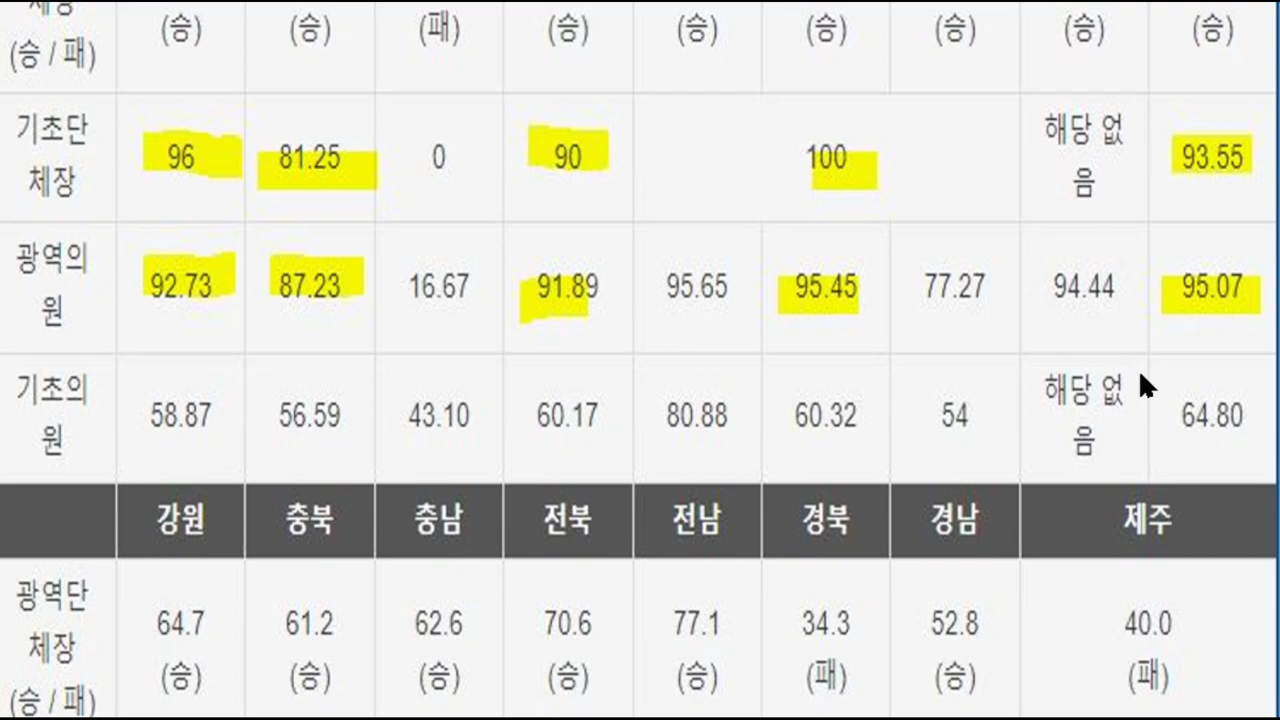 (승) (승) (패) (승) (승) (승) (승) (승) (승)
(승 / 패)
기초단
체장 96 81.25 0 90 100 해당 없
음 93.55
광역의
원 92.73 87.23 16.67 91.89 95.65 95.45 77.27 94.44 95.07
기초의
원 58.87 56.59 43.10 60.17 80.88 60.32 54 해당 없
음 64.80
강원 충북 충남 전북 전남 경북 경남 제주
광역단
체장
(승 / 패) 64.7 61.2 62.6 70.6 77.1 34.3 52.8 40.0
(승) (승) (승) (승) (승) (패) (승) (패)